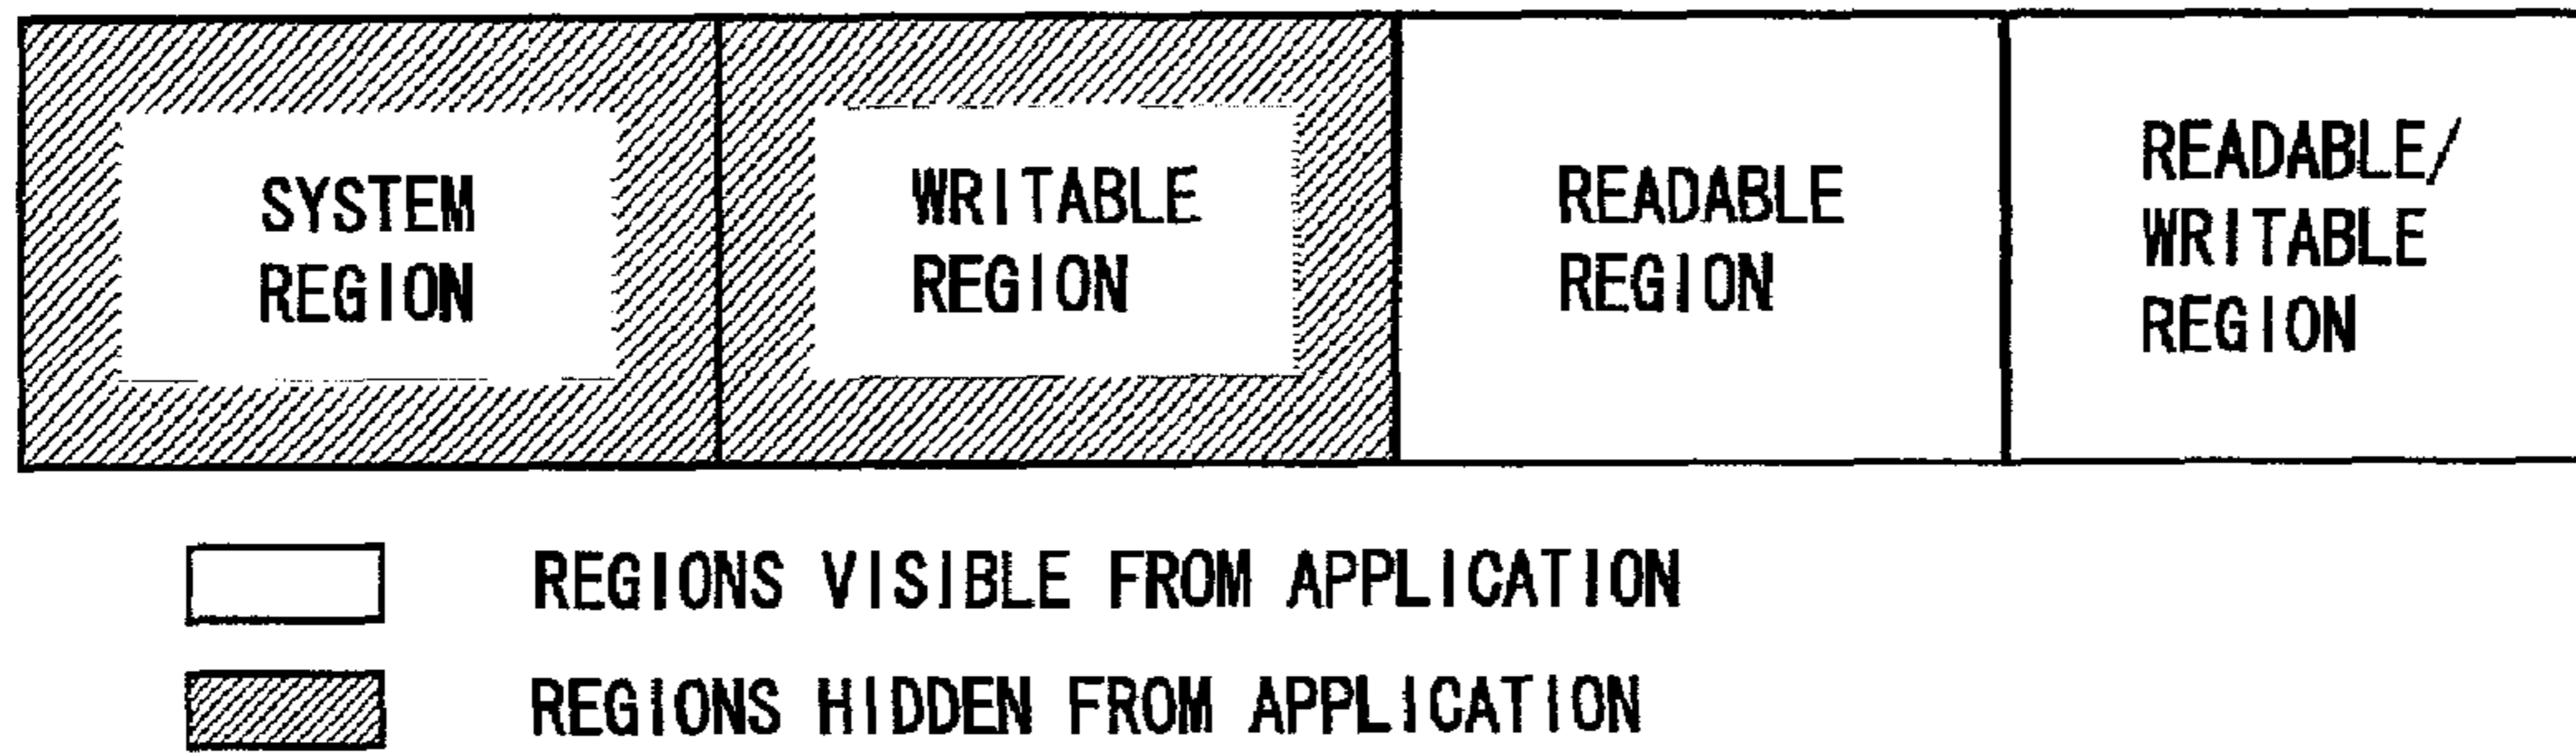 SYSTEM
REGION
WRITABLE
REGION
READABLE
REGION
READABLE/
WRITABLE
REGION
REGIONS VISIBLE FROM APPLICATION
REGIONS HIDDEN FROM APPLICATION